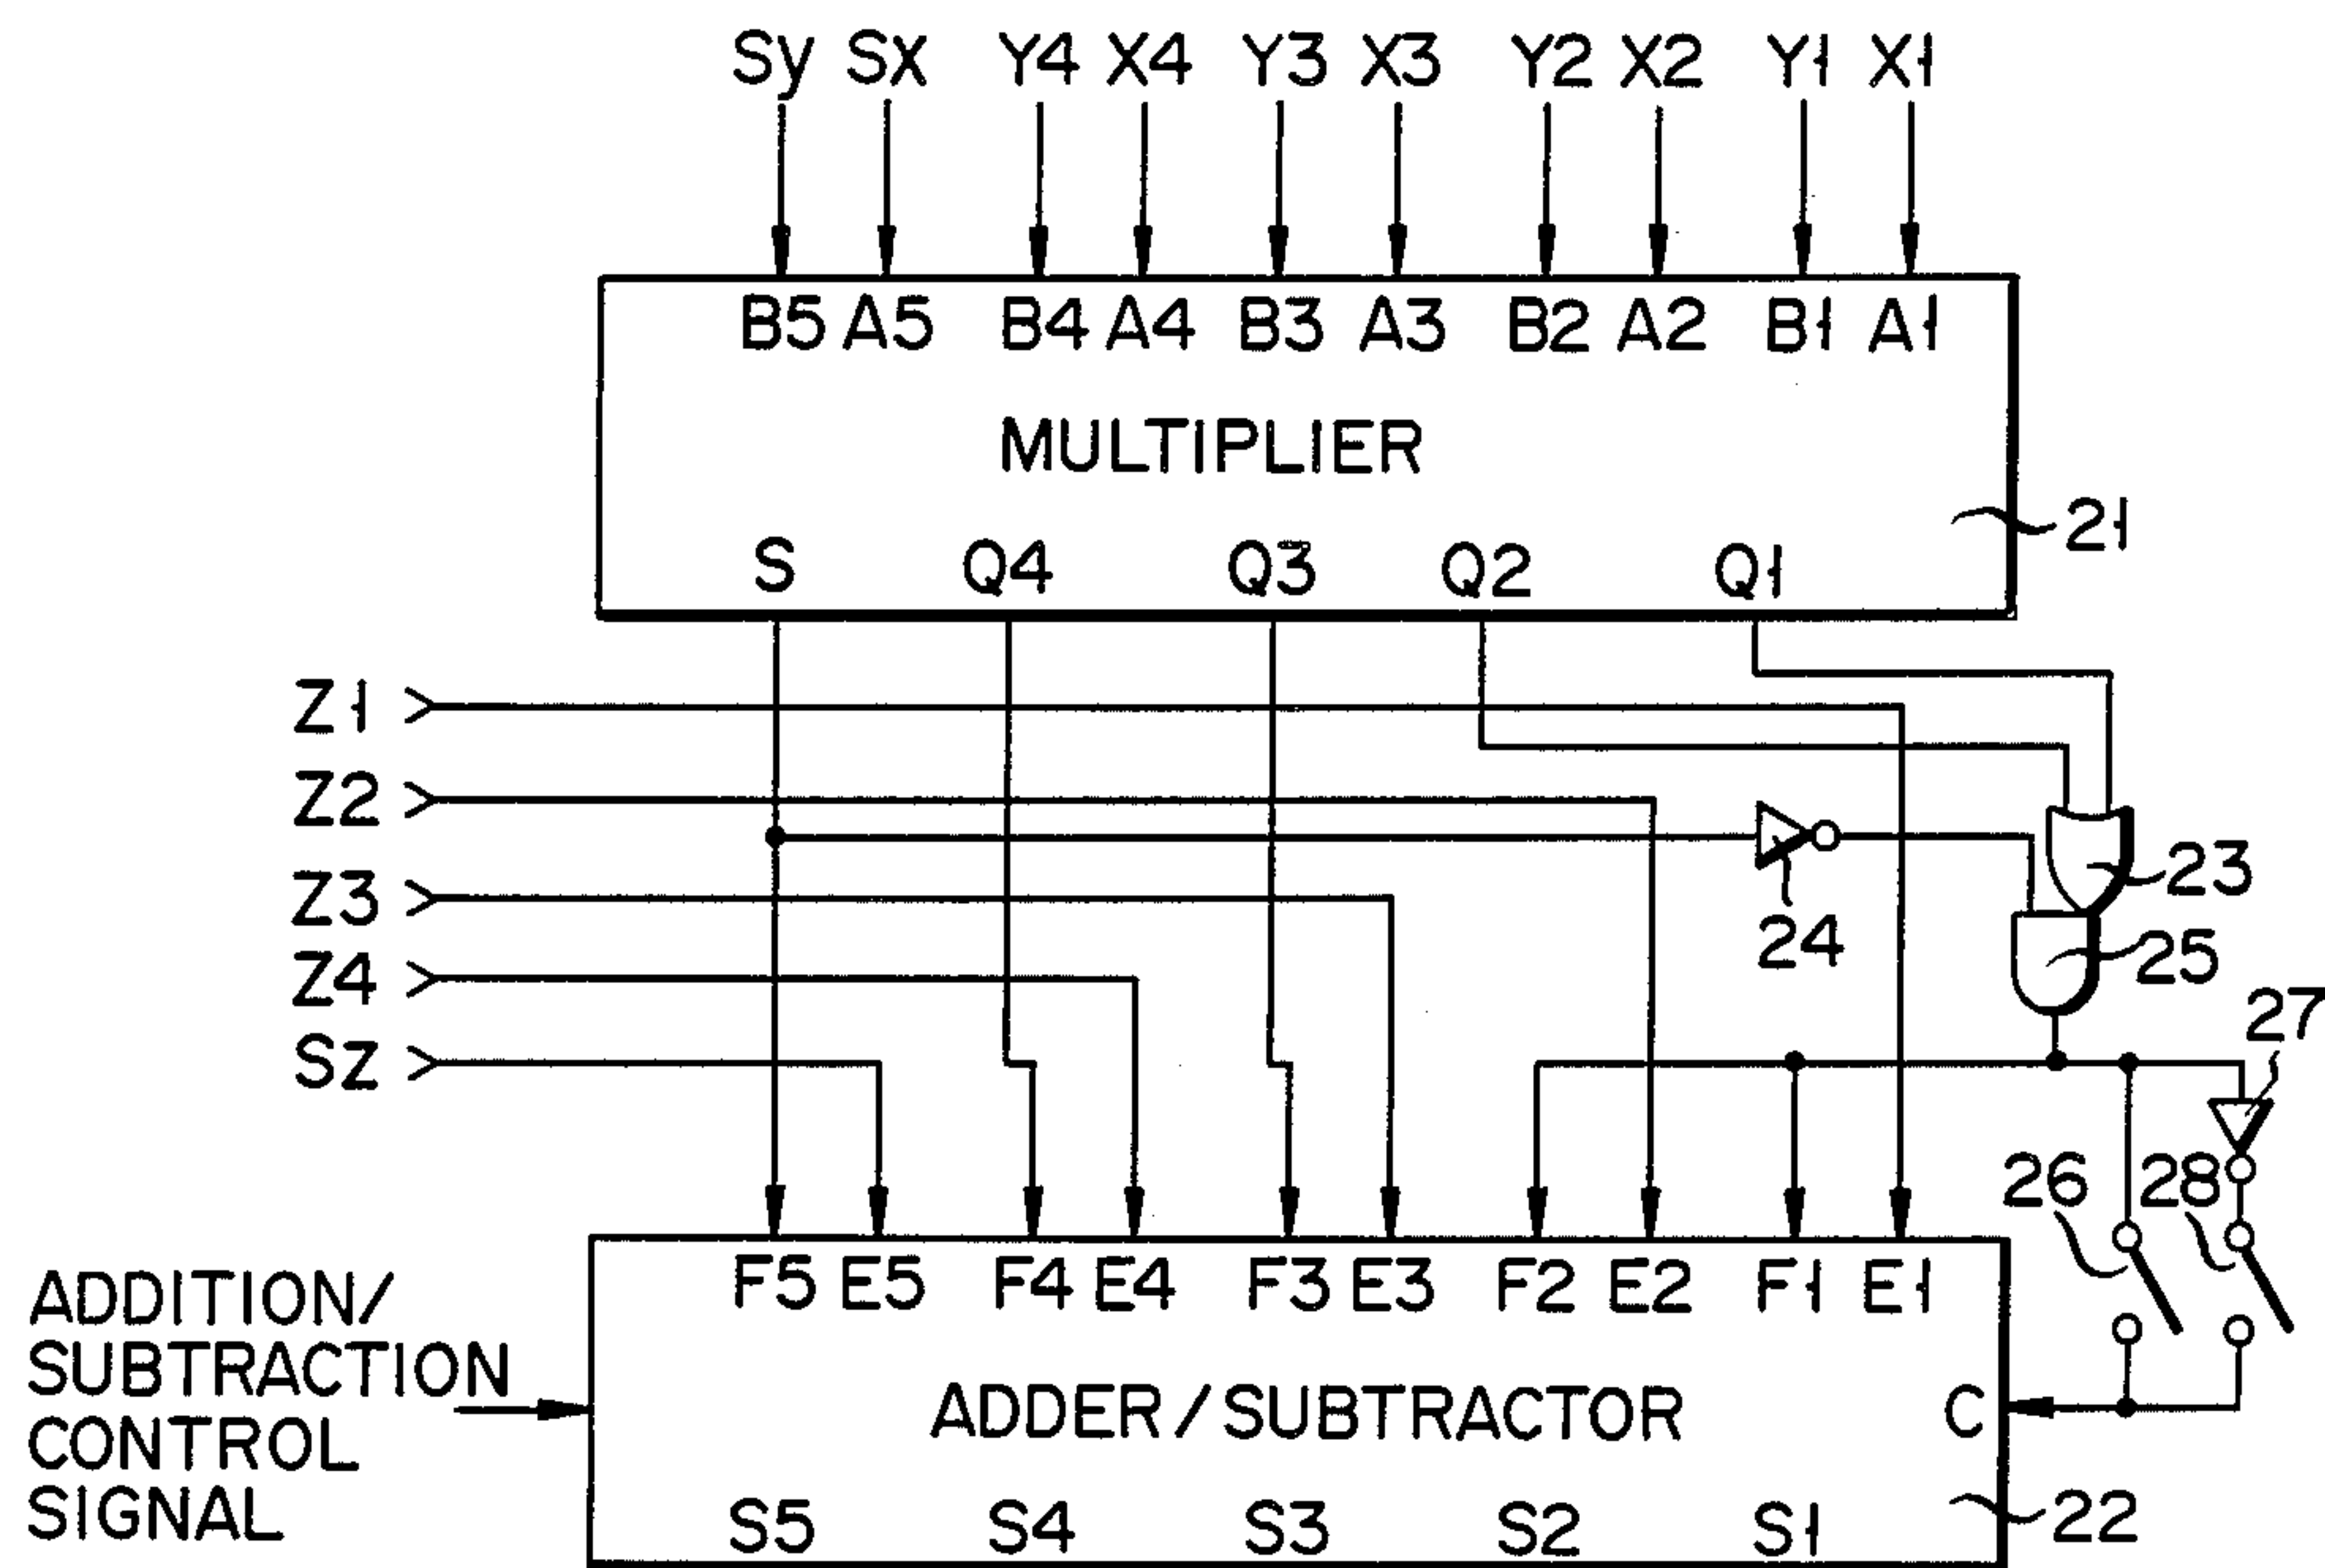 Sy Sx Y4 X4 Y3 X3 Y2 X2 Y1 X1
B5 A5 B4 A4 B3 A3 B2 A2 B1 A1
MULTIPLIER
21
S Q4 Q3 Q2 Q1
Z1
Z2
Z3
Z4
Sz
23
24
25
27
26
28
F5 E5 F4 E4 F3 E3 F2 E2 F1 E1
ADDITION/
SUBTRACTION
CONTROL
SIGNAL
ADDER/SUBTRACTOR
C
S5 S4 S3 S2 S1
22